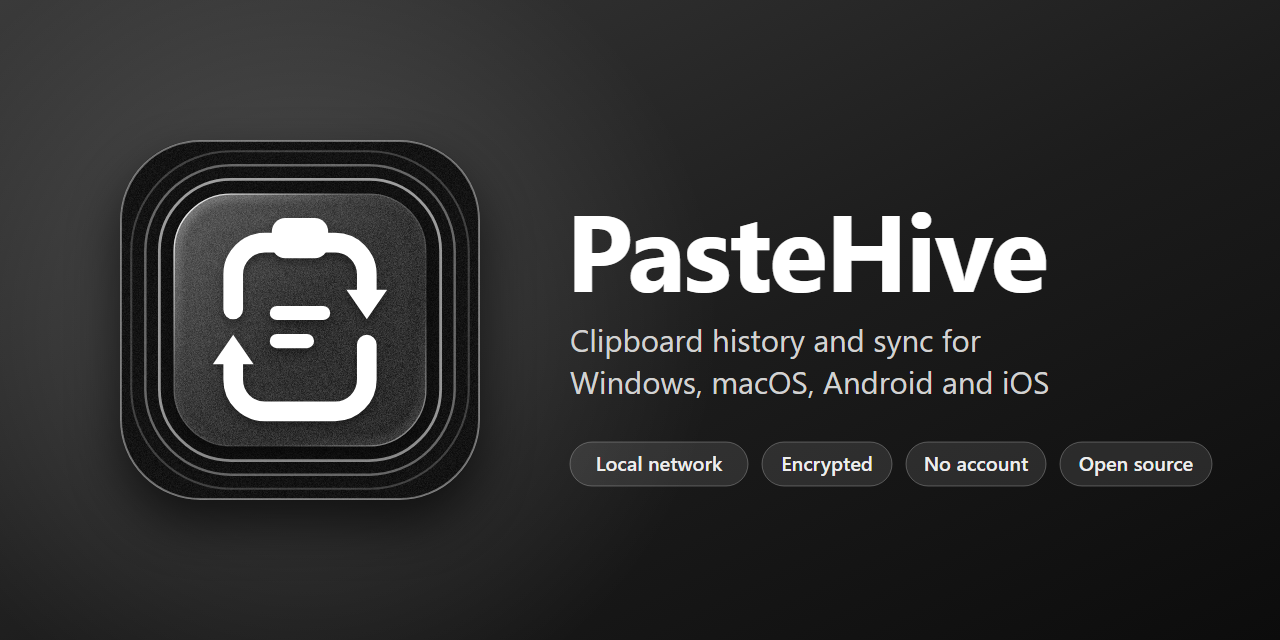 PasteHive
Clipboard history and sync for
Windows, macOS, Android and iOS
Local network
Encrypted
No account
Open source